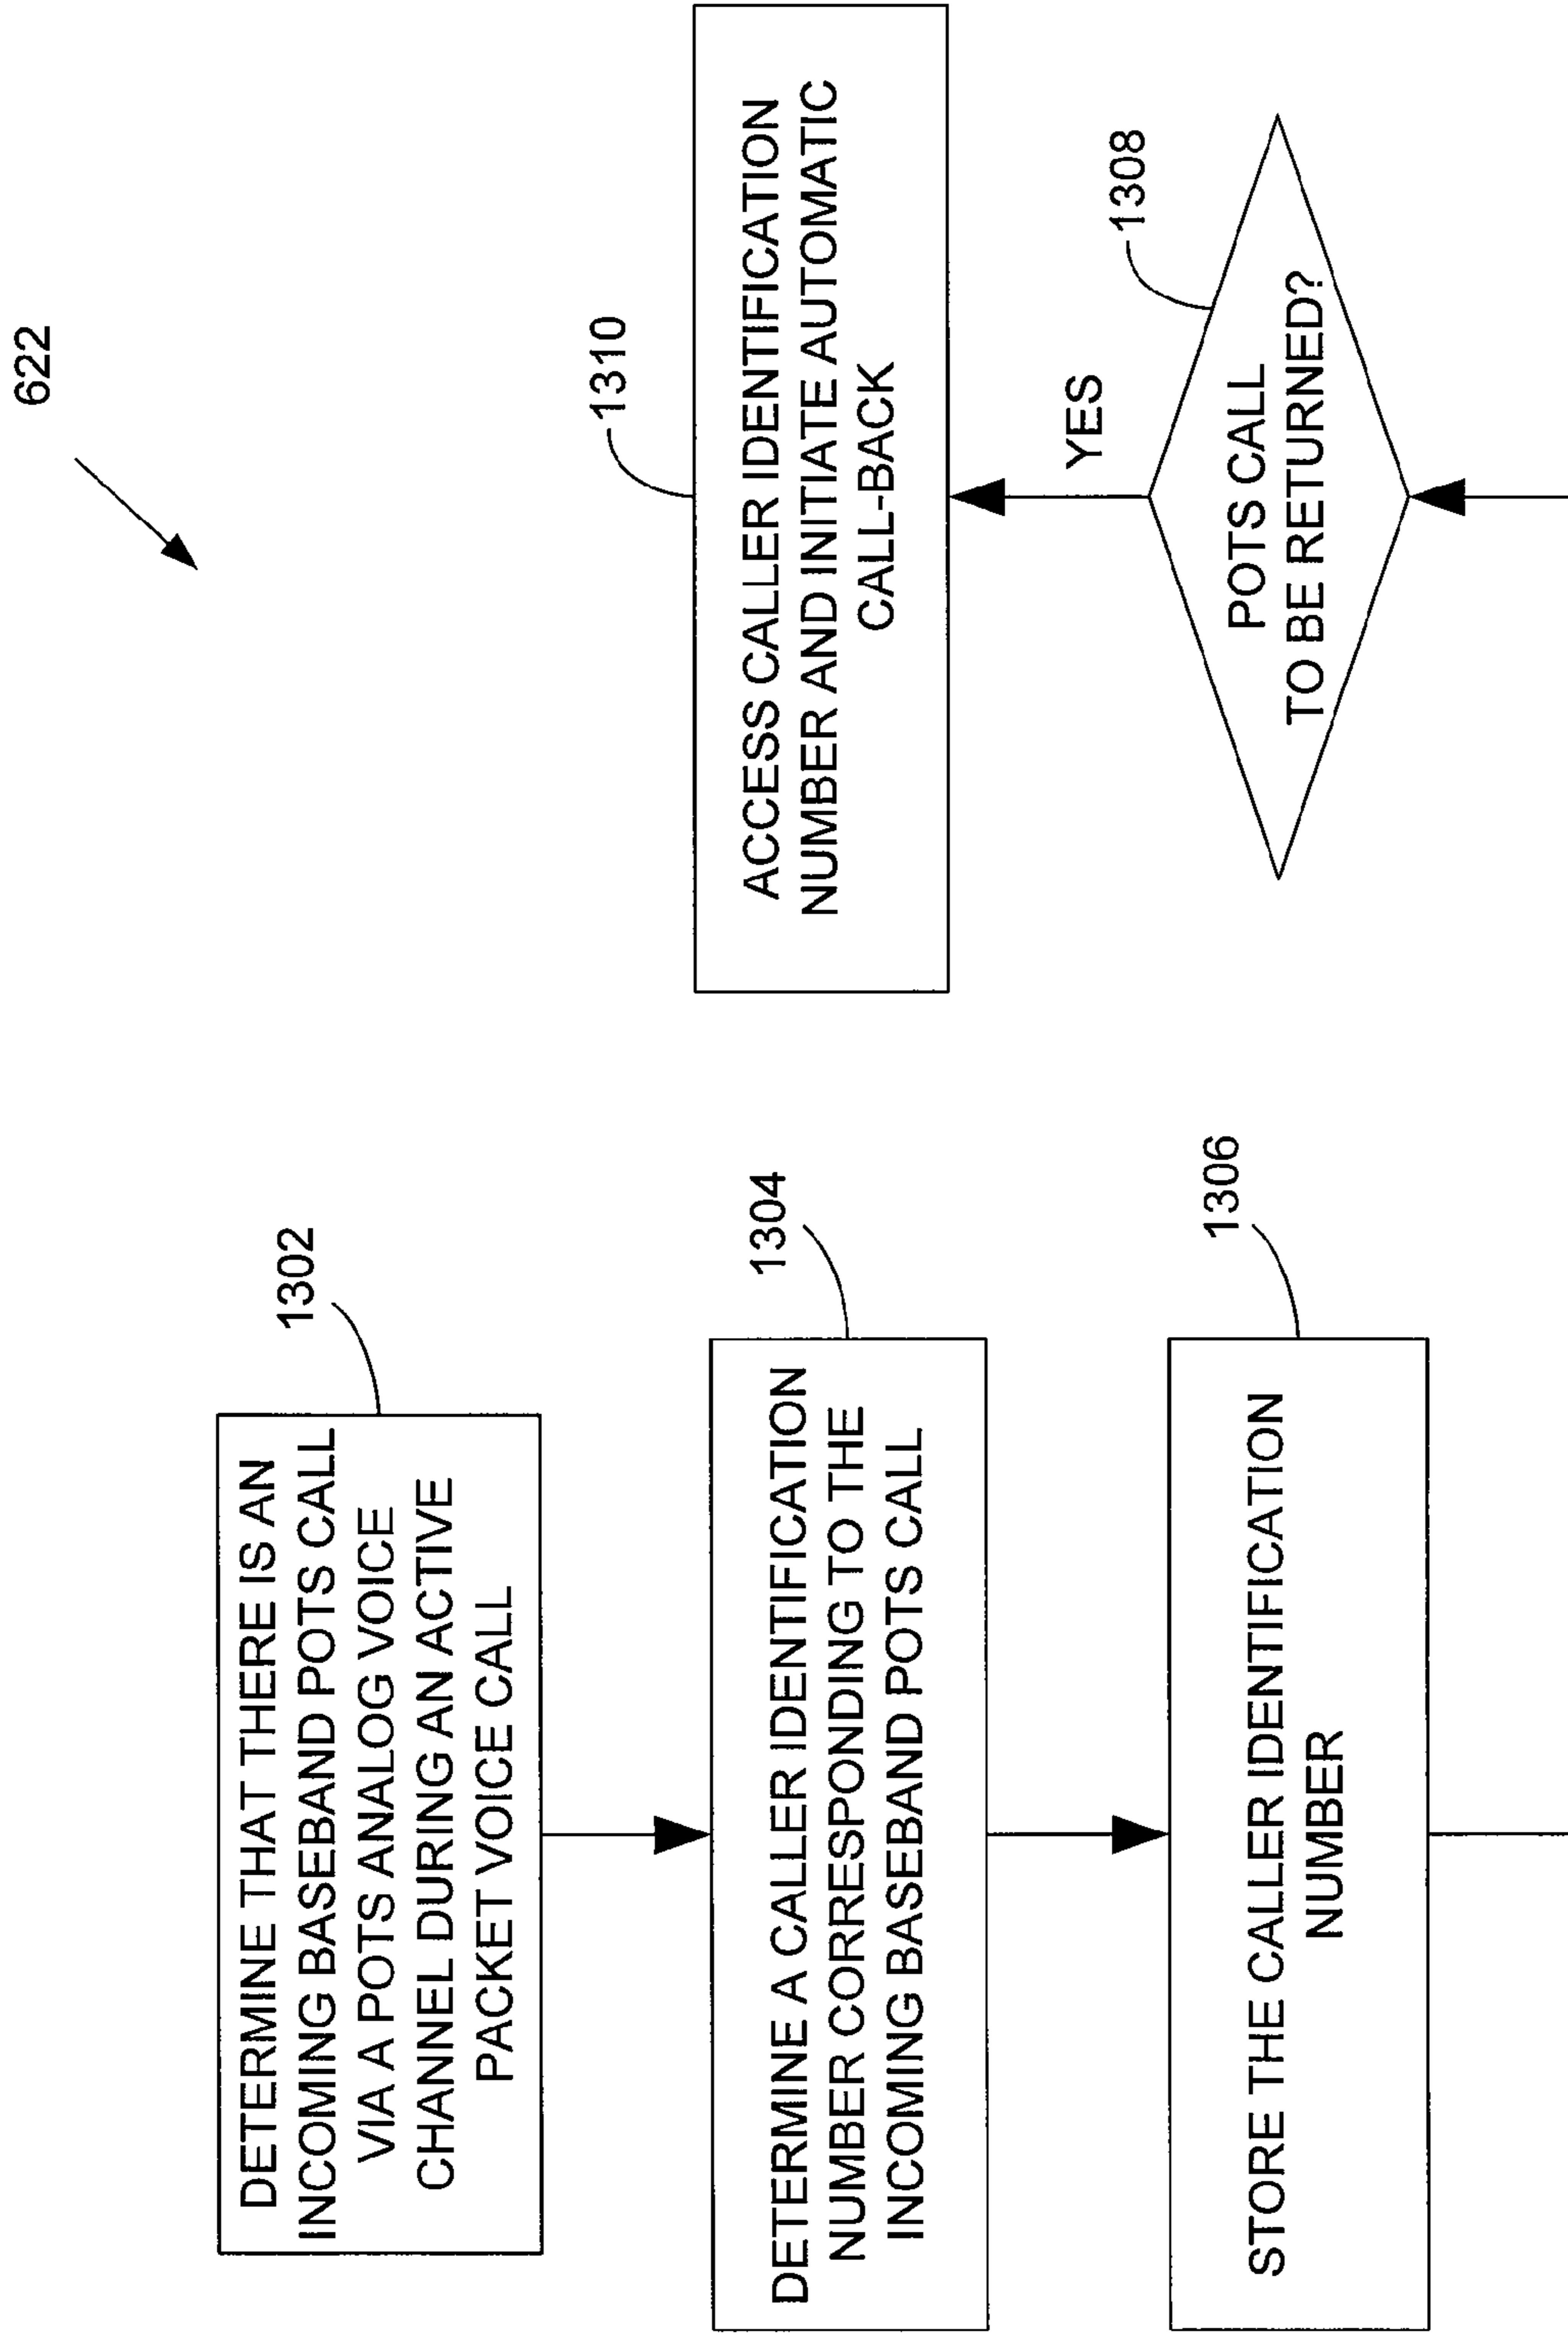 622
1302
DETERMINE THAT THERE IS AN
INCOMING BASEBAND POTS CALL
VIA A POTS ANALOG VOICE
CHANNEL DURING AN ACTIVE
PACKET VOICE CALL
1304
DETERMINE A CALLER IDENTIFICATION
NUMBER CORRESPONDING TO THE
INCOMING BASEBAND POTS CALL
1306
STORE THE CALLER IDENTIFICATION
NUMBER
1308
POTS CALL
TO BE RETURNED?
YES
1310
ACCESS CALLER IDENTIFICATION
NUMBER AND INITIATE AUTOMATIC
CALL-BACK